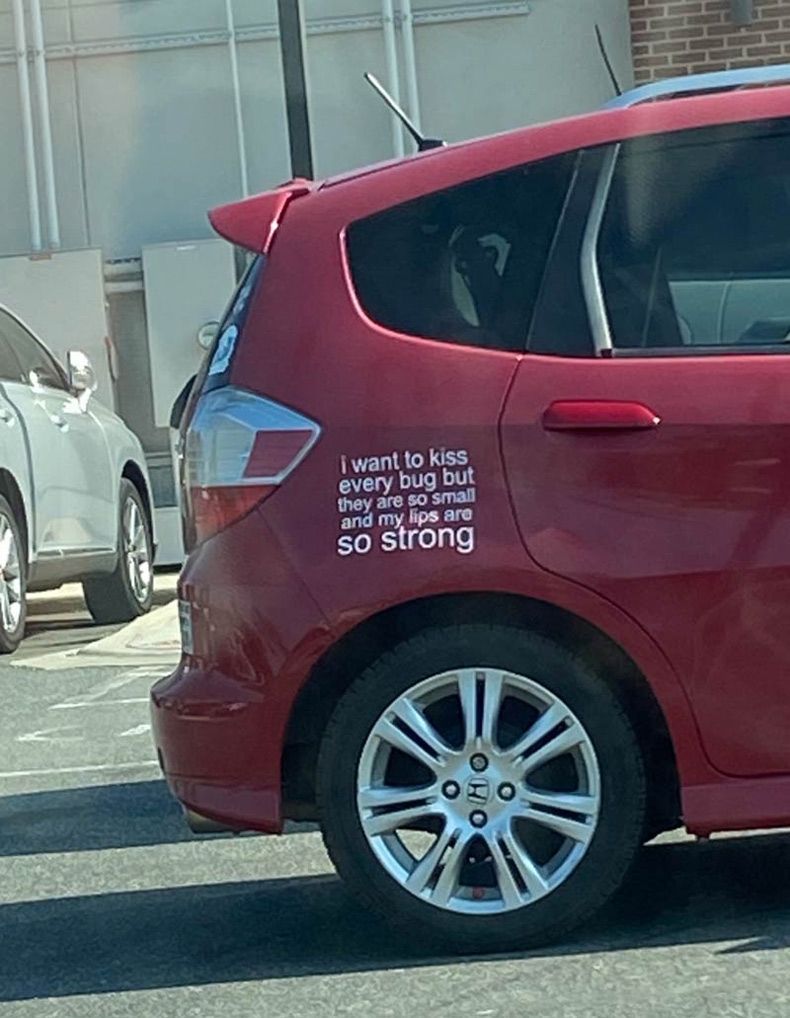 i want to kiss
every bug but
they are so small
and my lips are
so strong